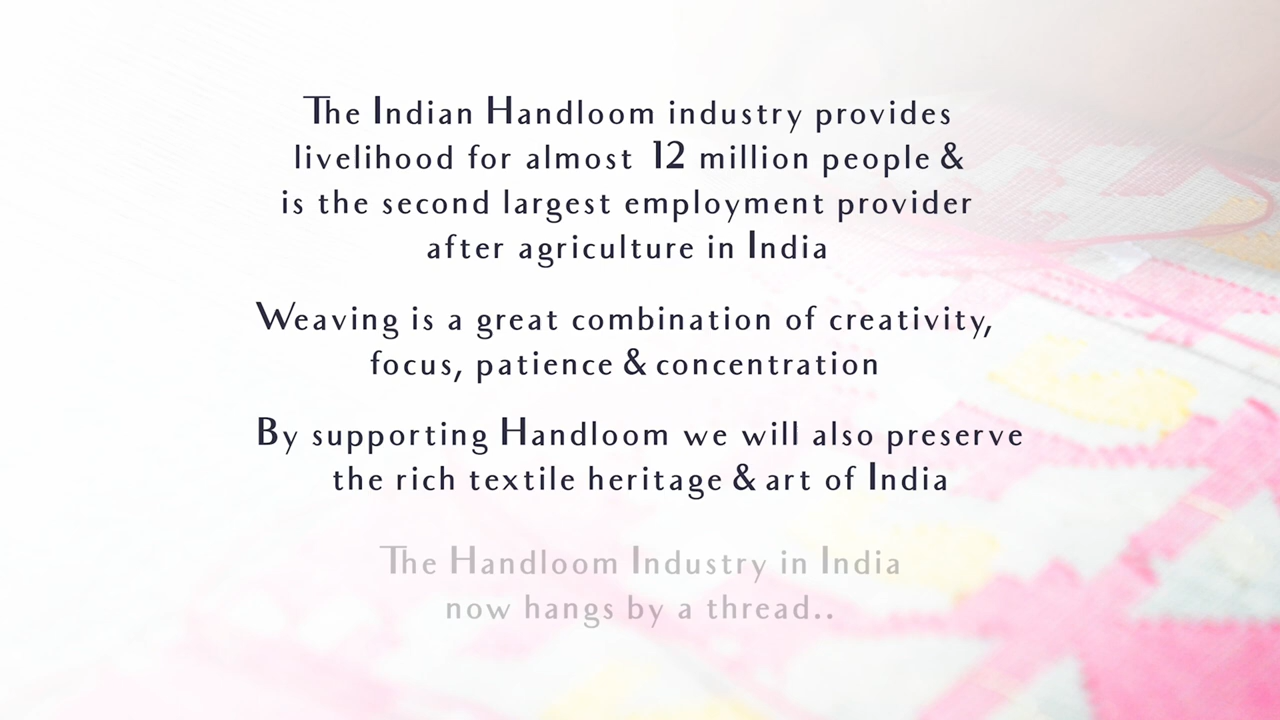 The Indian Handloom industry provides
livelihood for almost 12 million people &
is the second largest employment provider
after agriculture in India
Weaving is a great combination of creativity,
focus, patience & concentration
By supporting Handloom we will also preserve
the rich textile heritage & art of India
The Handloom Industry in India
now hangs by a thread..